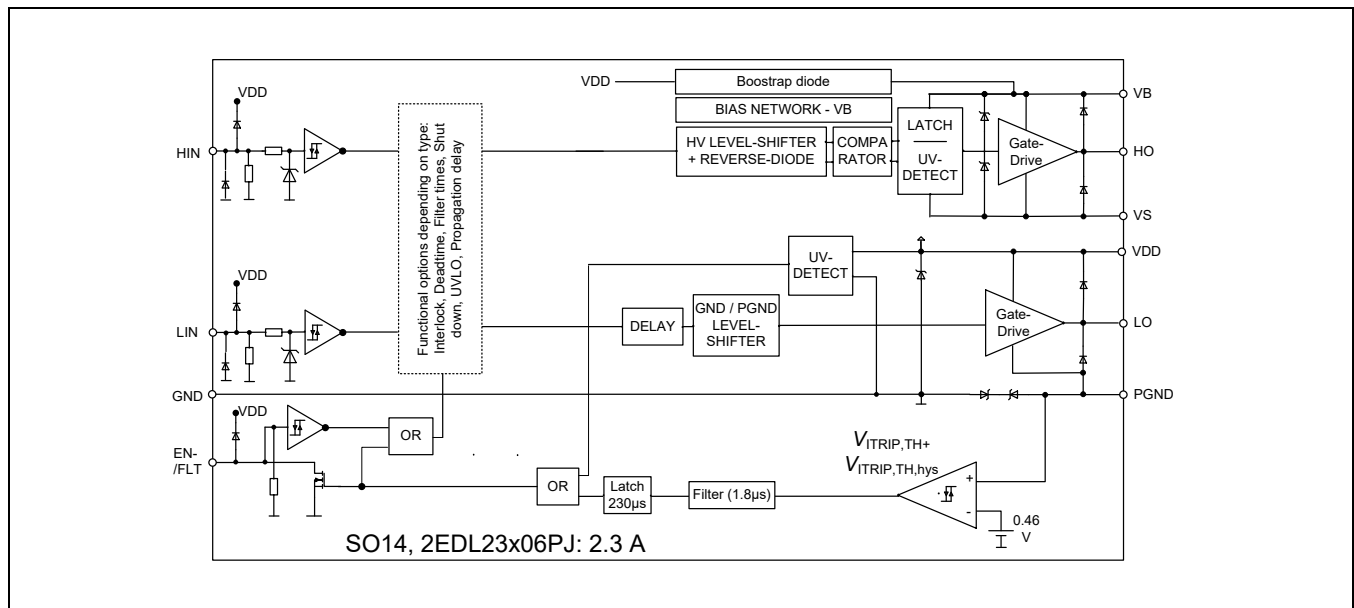 VDD
Boostrap diode
VB
VDD
BIAS NETWORK - VB
HIN
HV LEVEL-SHIFTER
+ REVERSE-DIODE
COMPA
RATOR
LATCH
UV-
DETECT
Gate-
Drive
HO
VS
Functional options depending on type:
Interlock, Deadtime, Filter times, Shut
down, UVLO, Propagation delay
VDD
UV-
DETECT
VDD
LIN
DELAY
GND / PGND
LEVEL-
SHIFTER
Gate-
Drive
LO
GND
PGND
VDD
EN-
/FLT
OR
OR
Latch
230µs
Filter (1.8µs)
VITRIP,TH+
VITRIP,TH,hys
+
-
0.46
V
SO14, 2EDL23x06PJ: 2.3 A